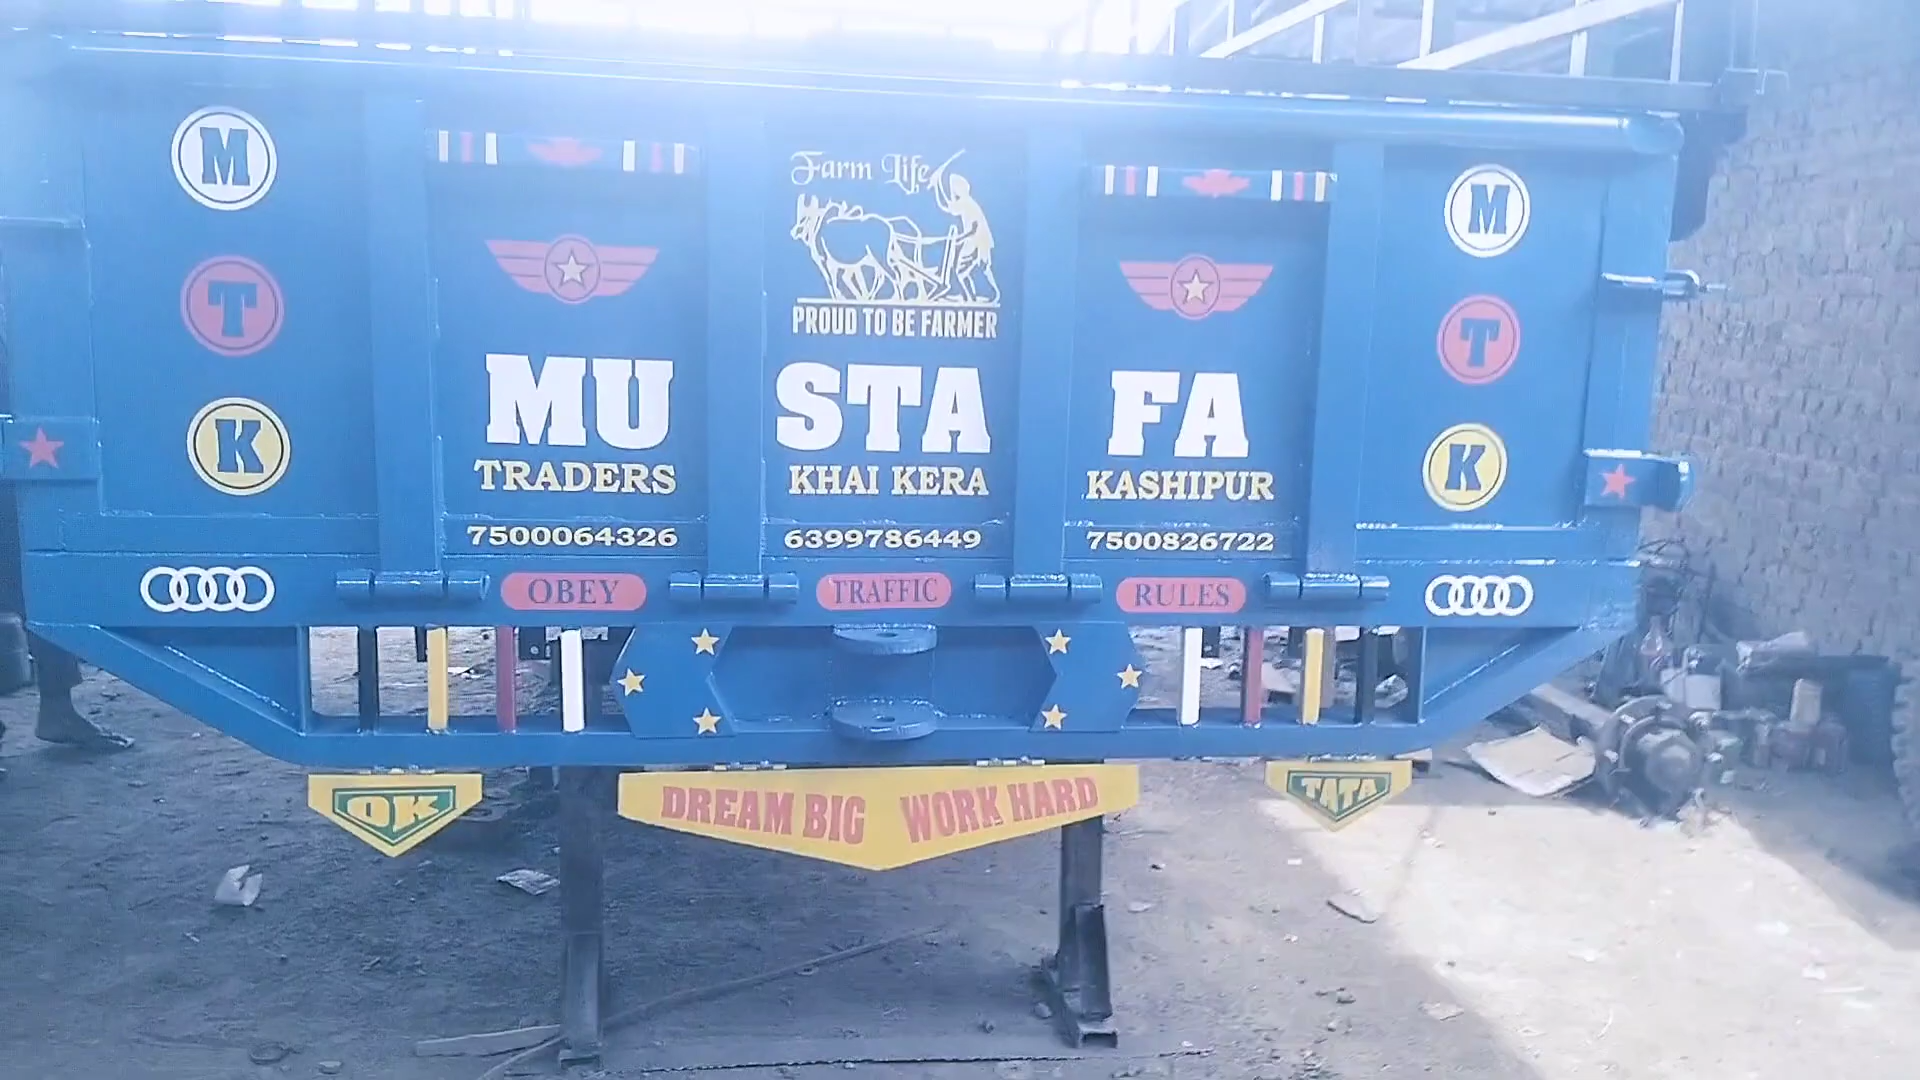 M
T
K
Farm Life
PROUD TO BE FARMER
M
T
K
MU STA FA
TRADERS KHAI KERA KASHIPUR
7500064326 6399786449 7500826722
OBEY TRAFFIC RULES
OK DREAM BIG WORK HARD TATA